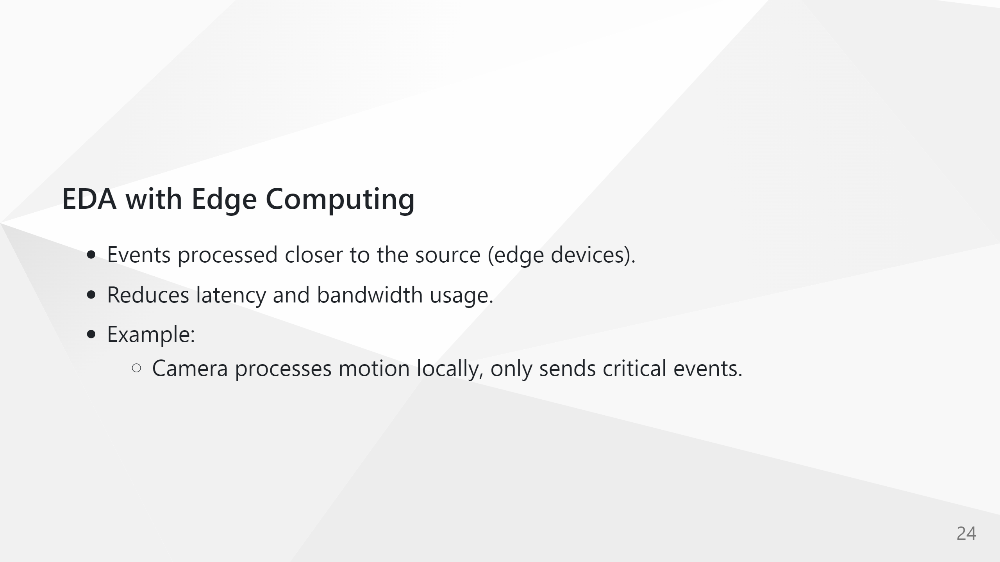 EDA with Edge Computing
• Events processed closer to the source (edge devices).
• Reduces latency and bandwidth usage.
• Example:
○ Camera processes motion locally, only sends critical events.
24